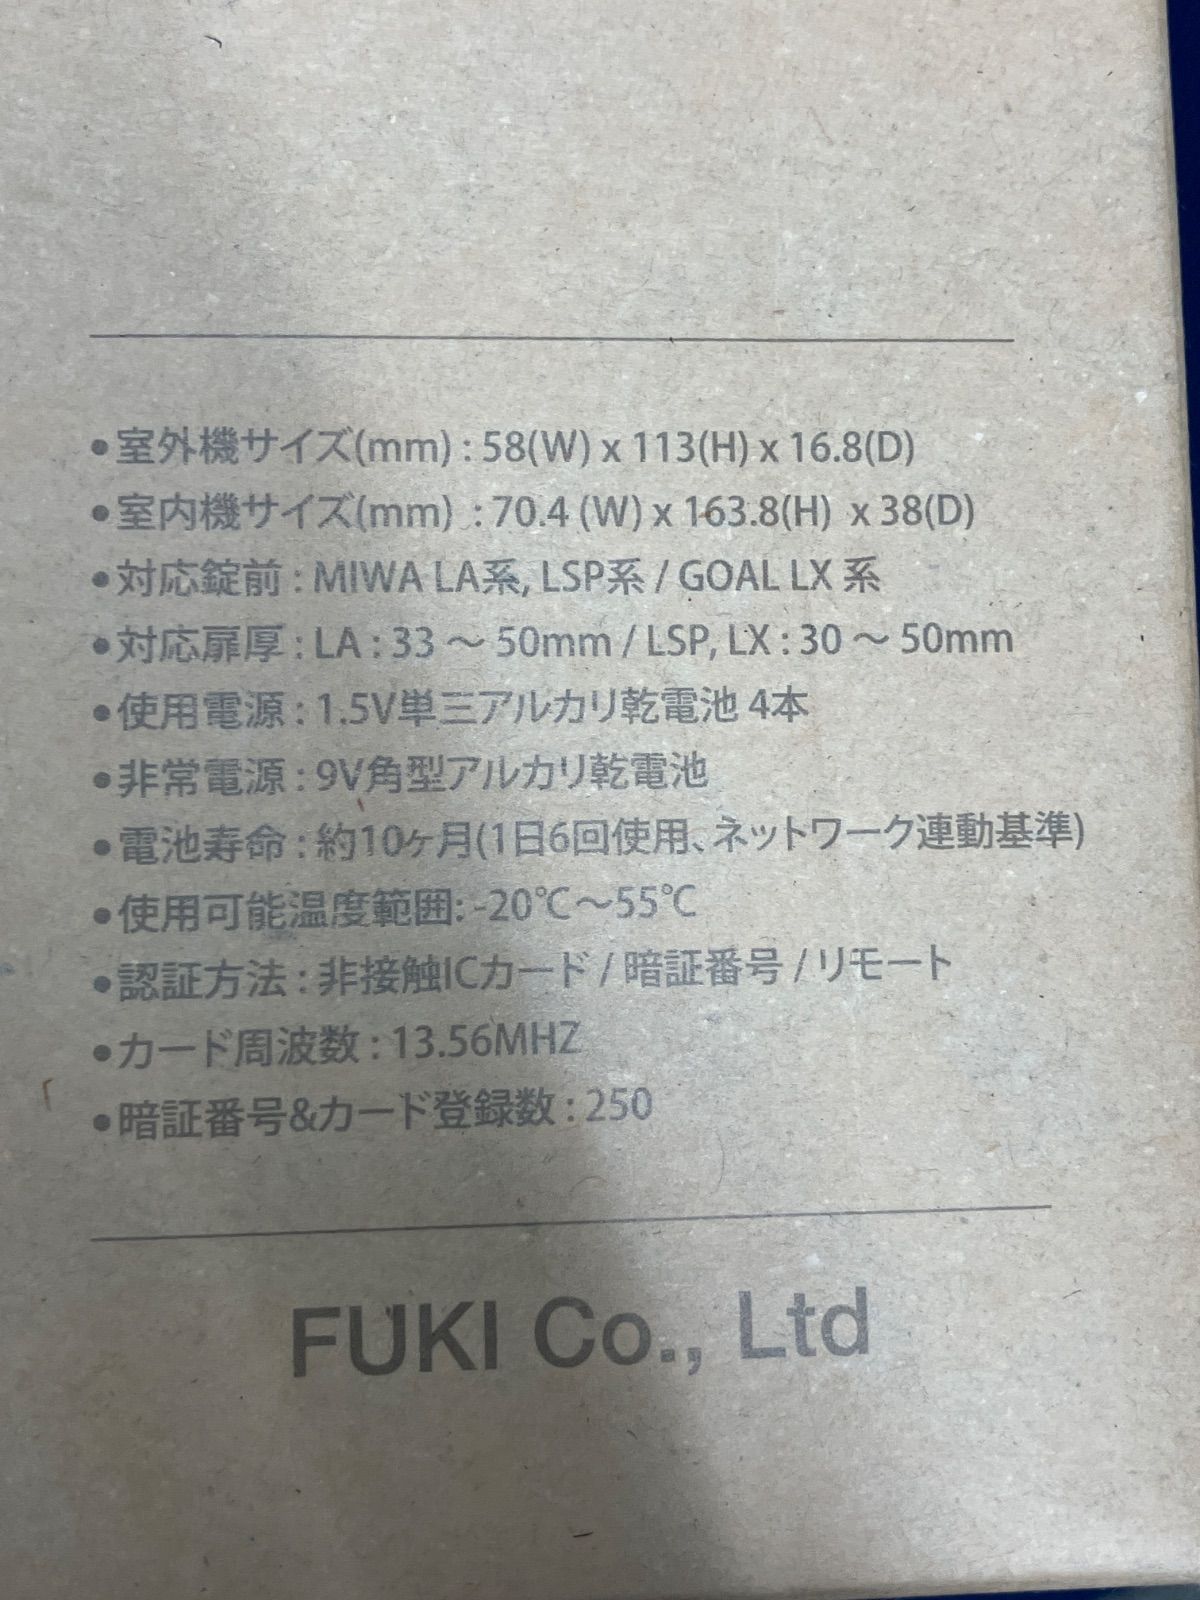 ●室外機サイズ(mm) : 58(W) x 113(H) x 16.8(D)
●室内機サイズ(mm) : 70.4 (W) x 163.8(H) x 38(D)
●対応錠前 : MIWA LA系, LSP系 / GOAL LX 系
●対応扉厚 : LA : 33 ～ 50mm / LSP, LX : 30 ～ 50mm
●使用電源 : 1.5V単三アルカリ乾電池 4本
●非常電源 : 9V角型アルカリ乾電池
●電池寿命 : 約10ヶ月(1日6回使用、ネットワーク連動基準)
●使用可能温度範囲: -20℃～55℃
●認証方法 : 非接触ICカード / 暗証番号 / リモート
●カード周波数 : 13.56MHZ
●暗証番号&カード登録数 : 250
FUKI Co., Ltd